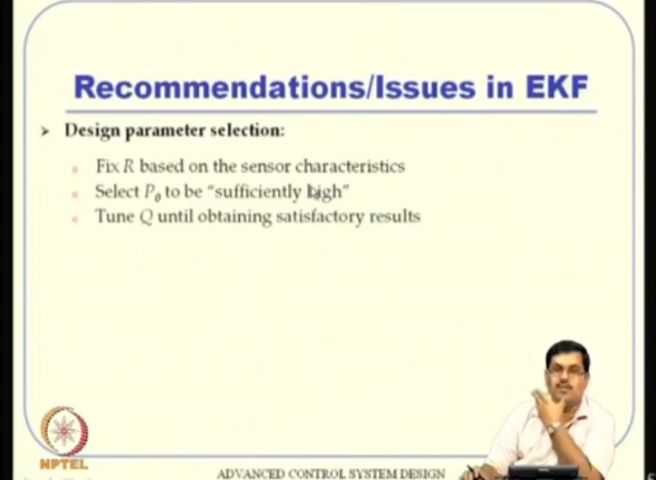 Recommendations/Issues in EKF
➤ Design parameter selection:
Fix R based on the sensor characteristics
Select P₀ to be "sufficiently high"
Tune Q until obtaining satisfactory results
NPTEL
ADVANCED CONTROL SYSTEM DESIGN